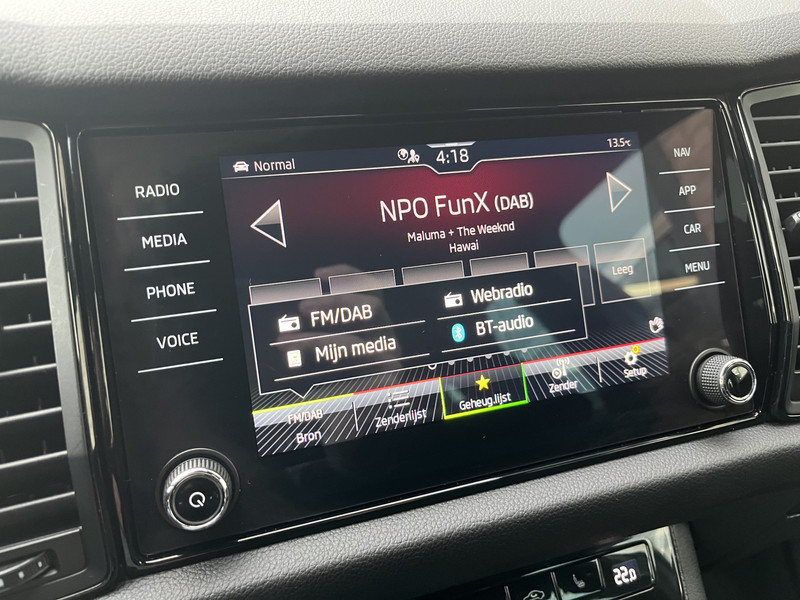 RADIO
MEDIA
PHONE
VOICE
Normal
4:18
13.5°C
NPO FunX (DAB)
Maluma + The Weeknd
Hawai
Leeg
FM/DAB
Webradio
Mijn media
BT-audio
FM/DAB
Bron
Zenderlijst
Geheug.lijst
Zender
Setup
NAV
APP
CAR
MENU
22.0